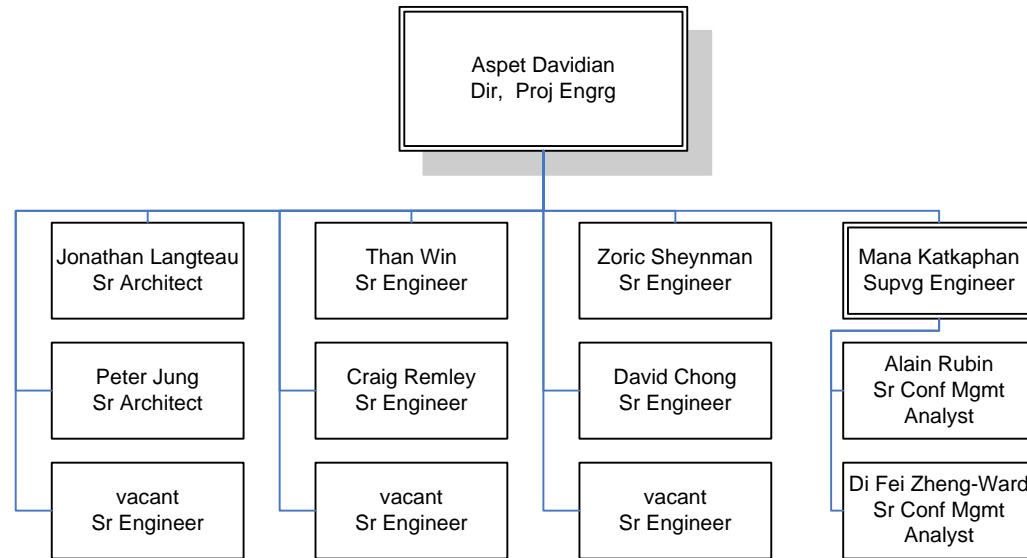 Aspet Davidian
Dir, Proj Engrg
Jonathan Langteau
Sr Architect
Than Win
Sr Engineer
Zoric Sheynman
Sr Engineer
Mana Katkaphan
Supvg Engineer
Peter Jung
Sr Architect
Craig Remley
Sr Engineer
David Chong
Sr Engineer
Alain Rubin
Sr Conf Mgmt
Analyst
vacant
Sr Engineer
vacant
Sr Engineer
vacant
Sr Engineer
Di Fei Zheng-Ward
Sr Conf Mgmt
Analyst